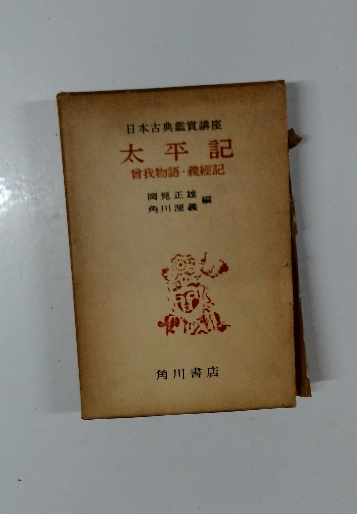 日本古典鑑賞講座
太平記
曾我物語・義經記
岡見正雄
角川源義
編
角川書店